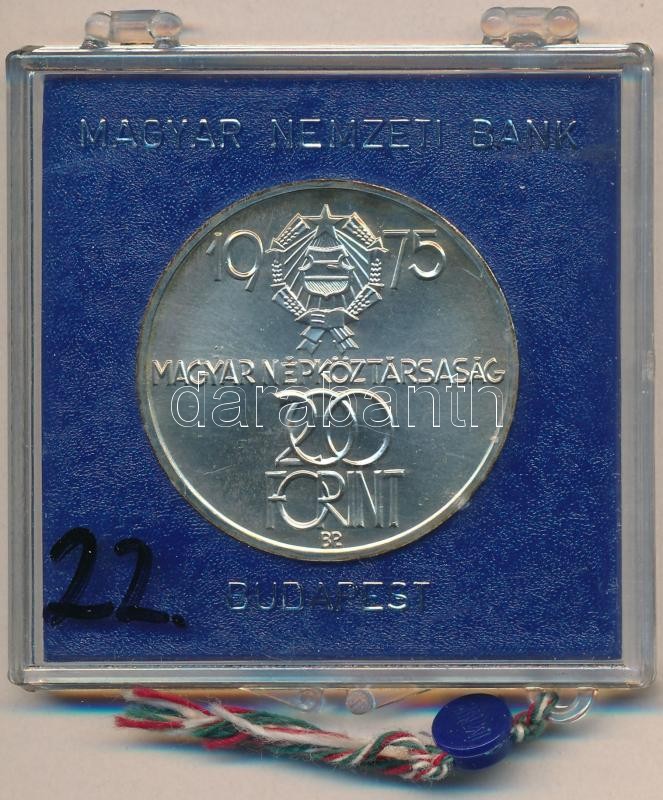 MAGYAR NEMZETI BANK
1975
MAGYAR NÉPKÖZTÁRSASÁG
darabanth
200
FORINT
BP.
22.
BUDAPEST